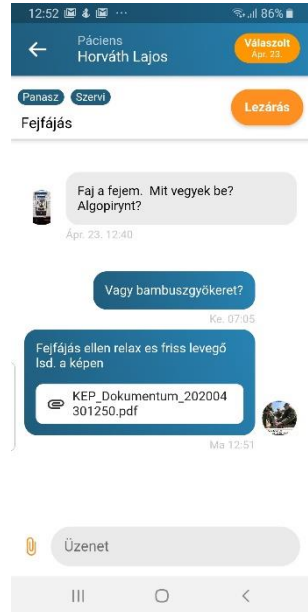 12:52 ... 86%
Páciens
Horváth Lajos
Válaszolt
Ápr. 23.
Panasz Szervi
Fejfájás
Lezárás
Faj a fejem. Mit vegyek be?
Algopirynt?
Ápr. 23. 12:40
Vagy bambuszgyökeret?
Ke. 07:05
Fejfájás ellen relax es friss levegő
lsd. a képen
KEP_Dokumentum_202004
301250.pdf
Ma 12:51
Üzenet